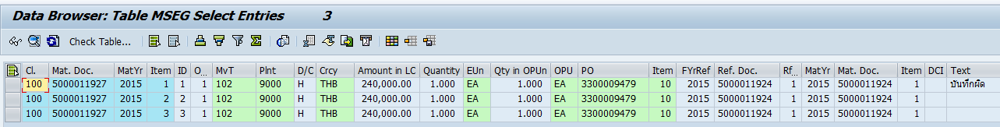 Data Browser: Table MSEG Select Entries 3
Check Table...
Cl. Mat. Doc. MatYr Item ID O... MvT Plnt D/C Crcy Amount in LC Quantity EUn Qty in OPUn OPU PO Item FYrRef Ref. Doc. Rf... MatYr Mat. Doc. Item DCI Text
100 5000011927 2015 1 1 1 102 9000 H THB 240,000.00 1.000 EA 1.000 EA 3300009479 10 2015 5000011924 1 2015 5000011924 1 บันทึกผิด
100 5000011927 2015 2 2 1 102 9000 H THB 240,000.00 1.000 EA 1.000 EA 3300009479 10 2015 5000011924 1 2015 5000011924 1
100 5000011927 2015 3 3 1 102 9000 H THB 240,000.00 1.000 EA 1.000 EA 3300009479 10 2015 5000011924 1 2015 5000011924 1